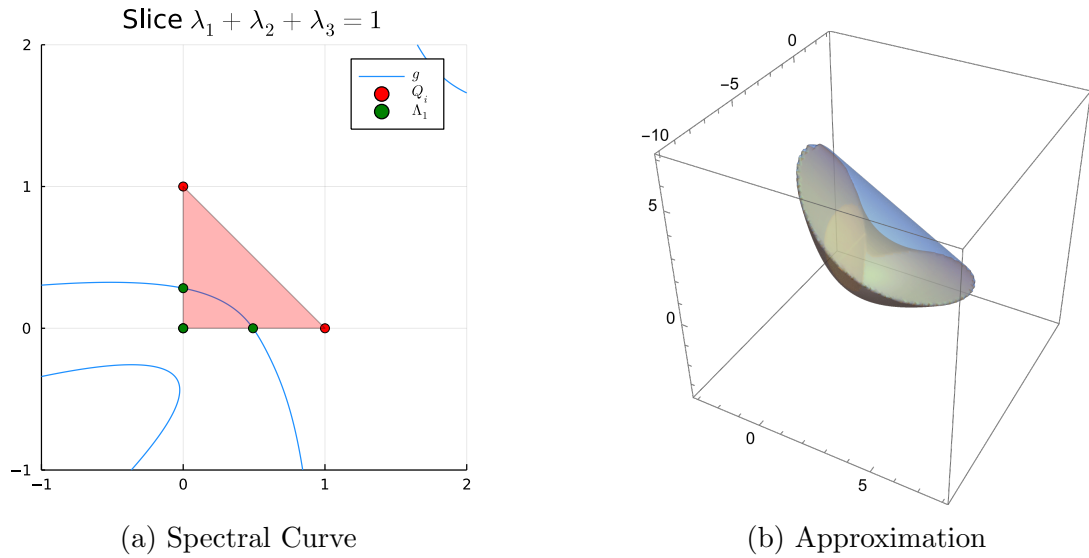 Slice λ₁ + λ₂ + λ₃ = 1
2
1
0
−1
−1
0
1
2
g
Qᵢ
Λ₁
0
−5
−10
5
0
0
5
(a) Spectral Curve
(b) Approximation